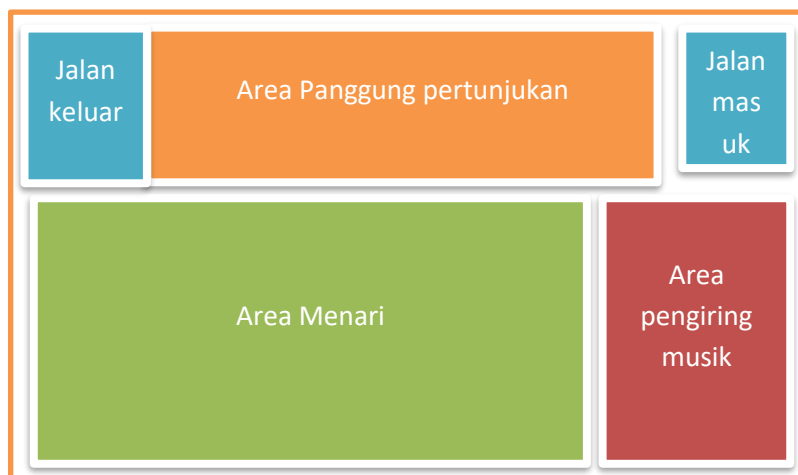 Jalan
keluar
Area Panggung pertunjukan
Jalan
mas
uk
Area Menari
Area
pengiring
musik